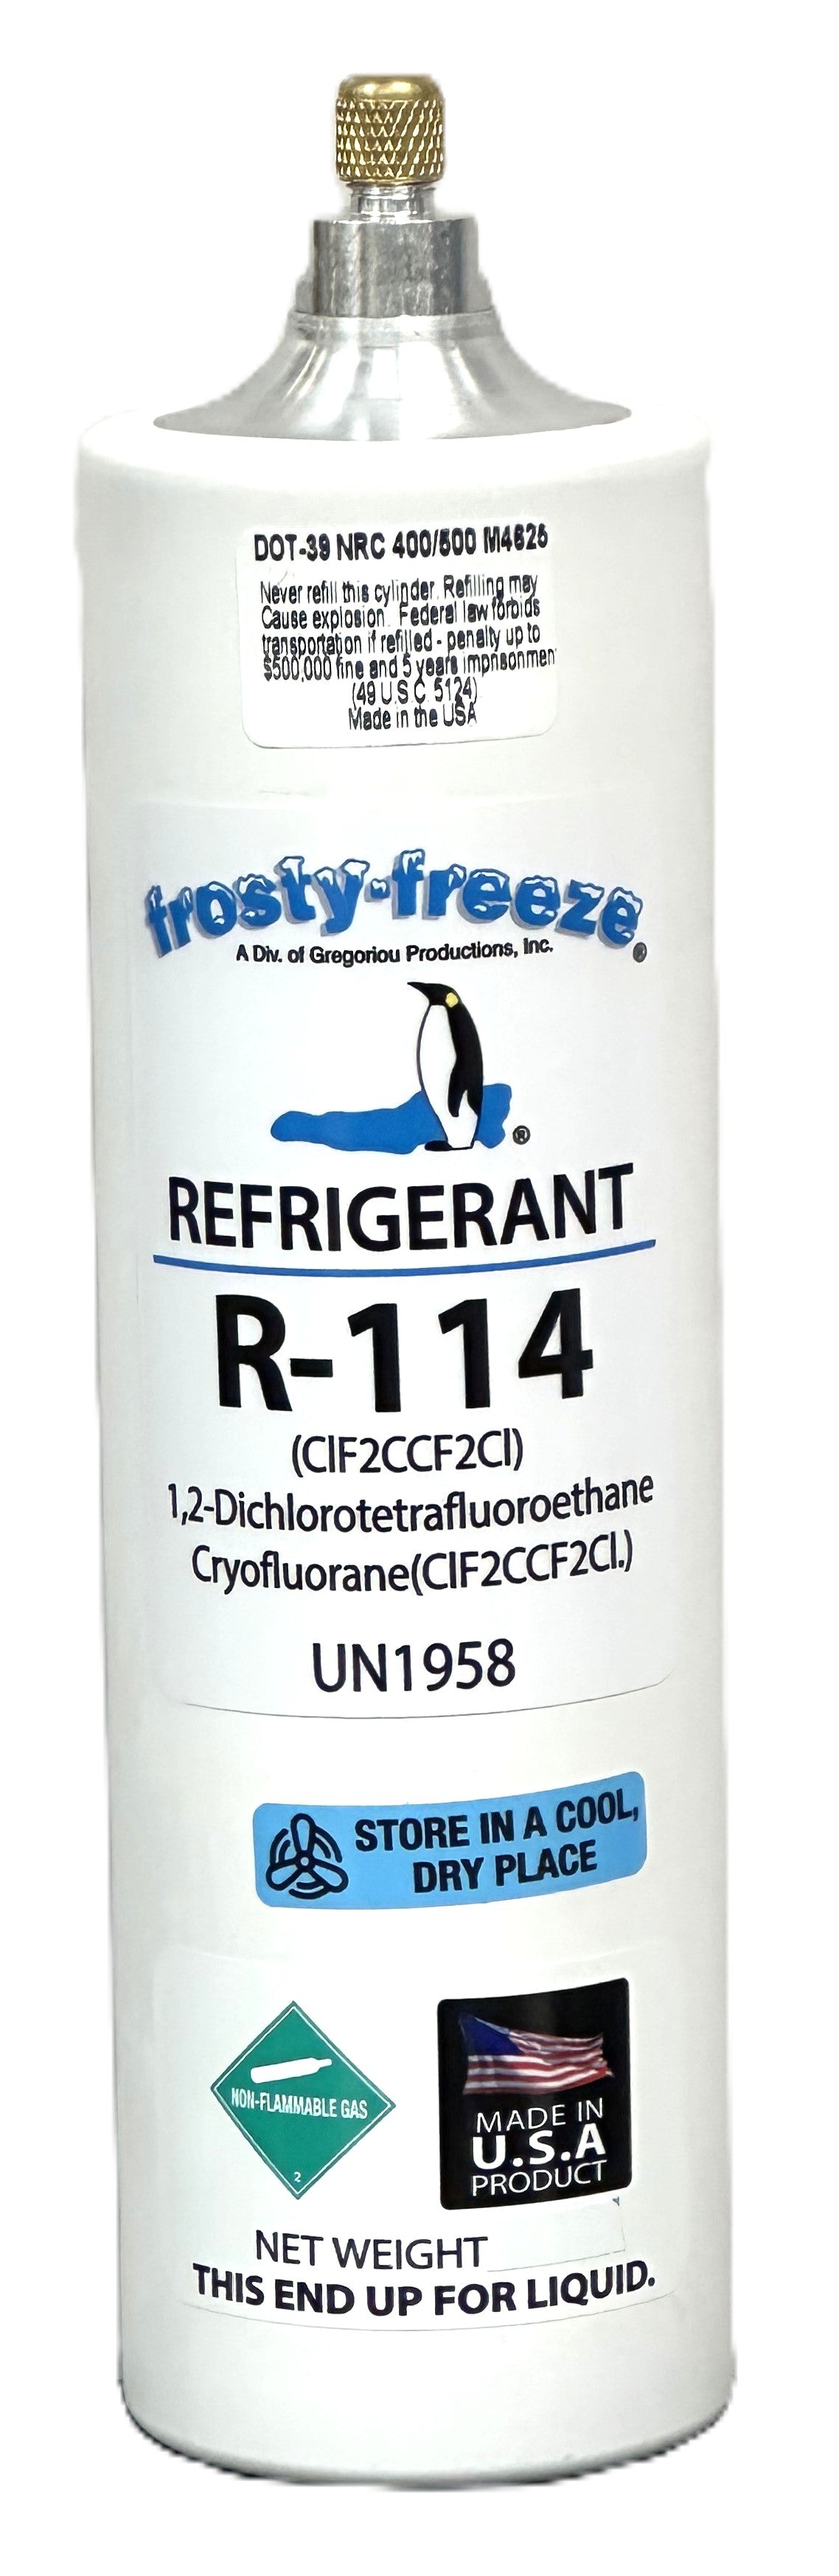 DOT-39 NRC 400/500 M4626
Never refill this cylinder. Refilling may
Cause explosion. Federal law forbids
transportation if refilled - penalty up to
$500,000 fine and 5 years imprisonmen
(49 U.S.C. 5124)
Made in the USA
frosty-freeze®
A Div. of Gregoriou Productions, Inc.
®
REFRIGERANT
R-114
(ClF2CCF2Cl)
1,2-Dichlorotetrafluoroethane
Cryofluorane(ClF2CCF2Cl.)
UN1958
STORE IN A COOL,
DRY PLACE
NON-FLAMMABLE GAS
2
MADE IN
U.S.A
PRODUCT
NET WEIGHT
THIS END UP FOR LIQUID.